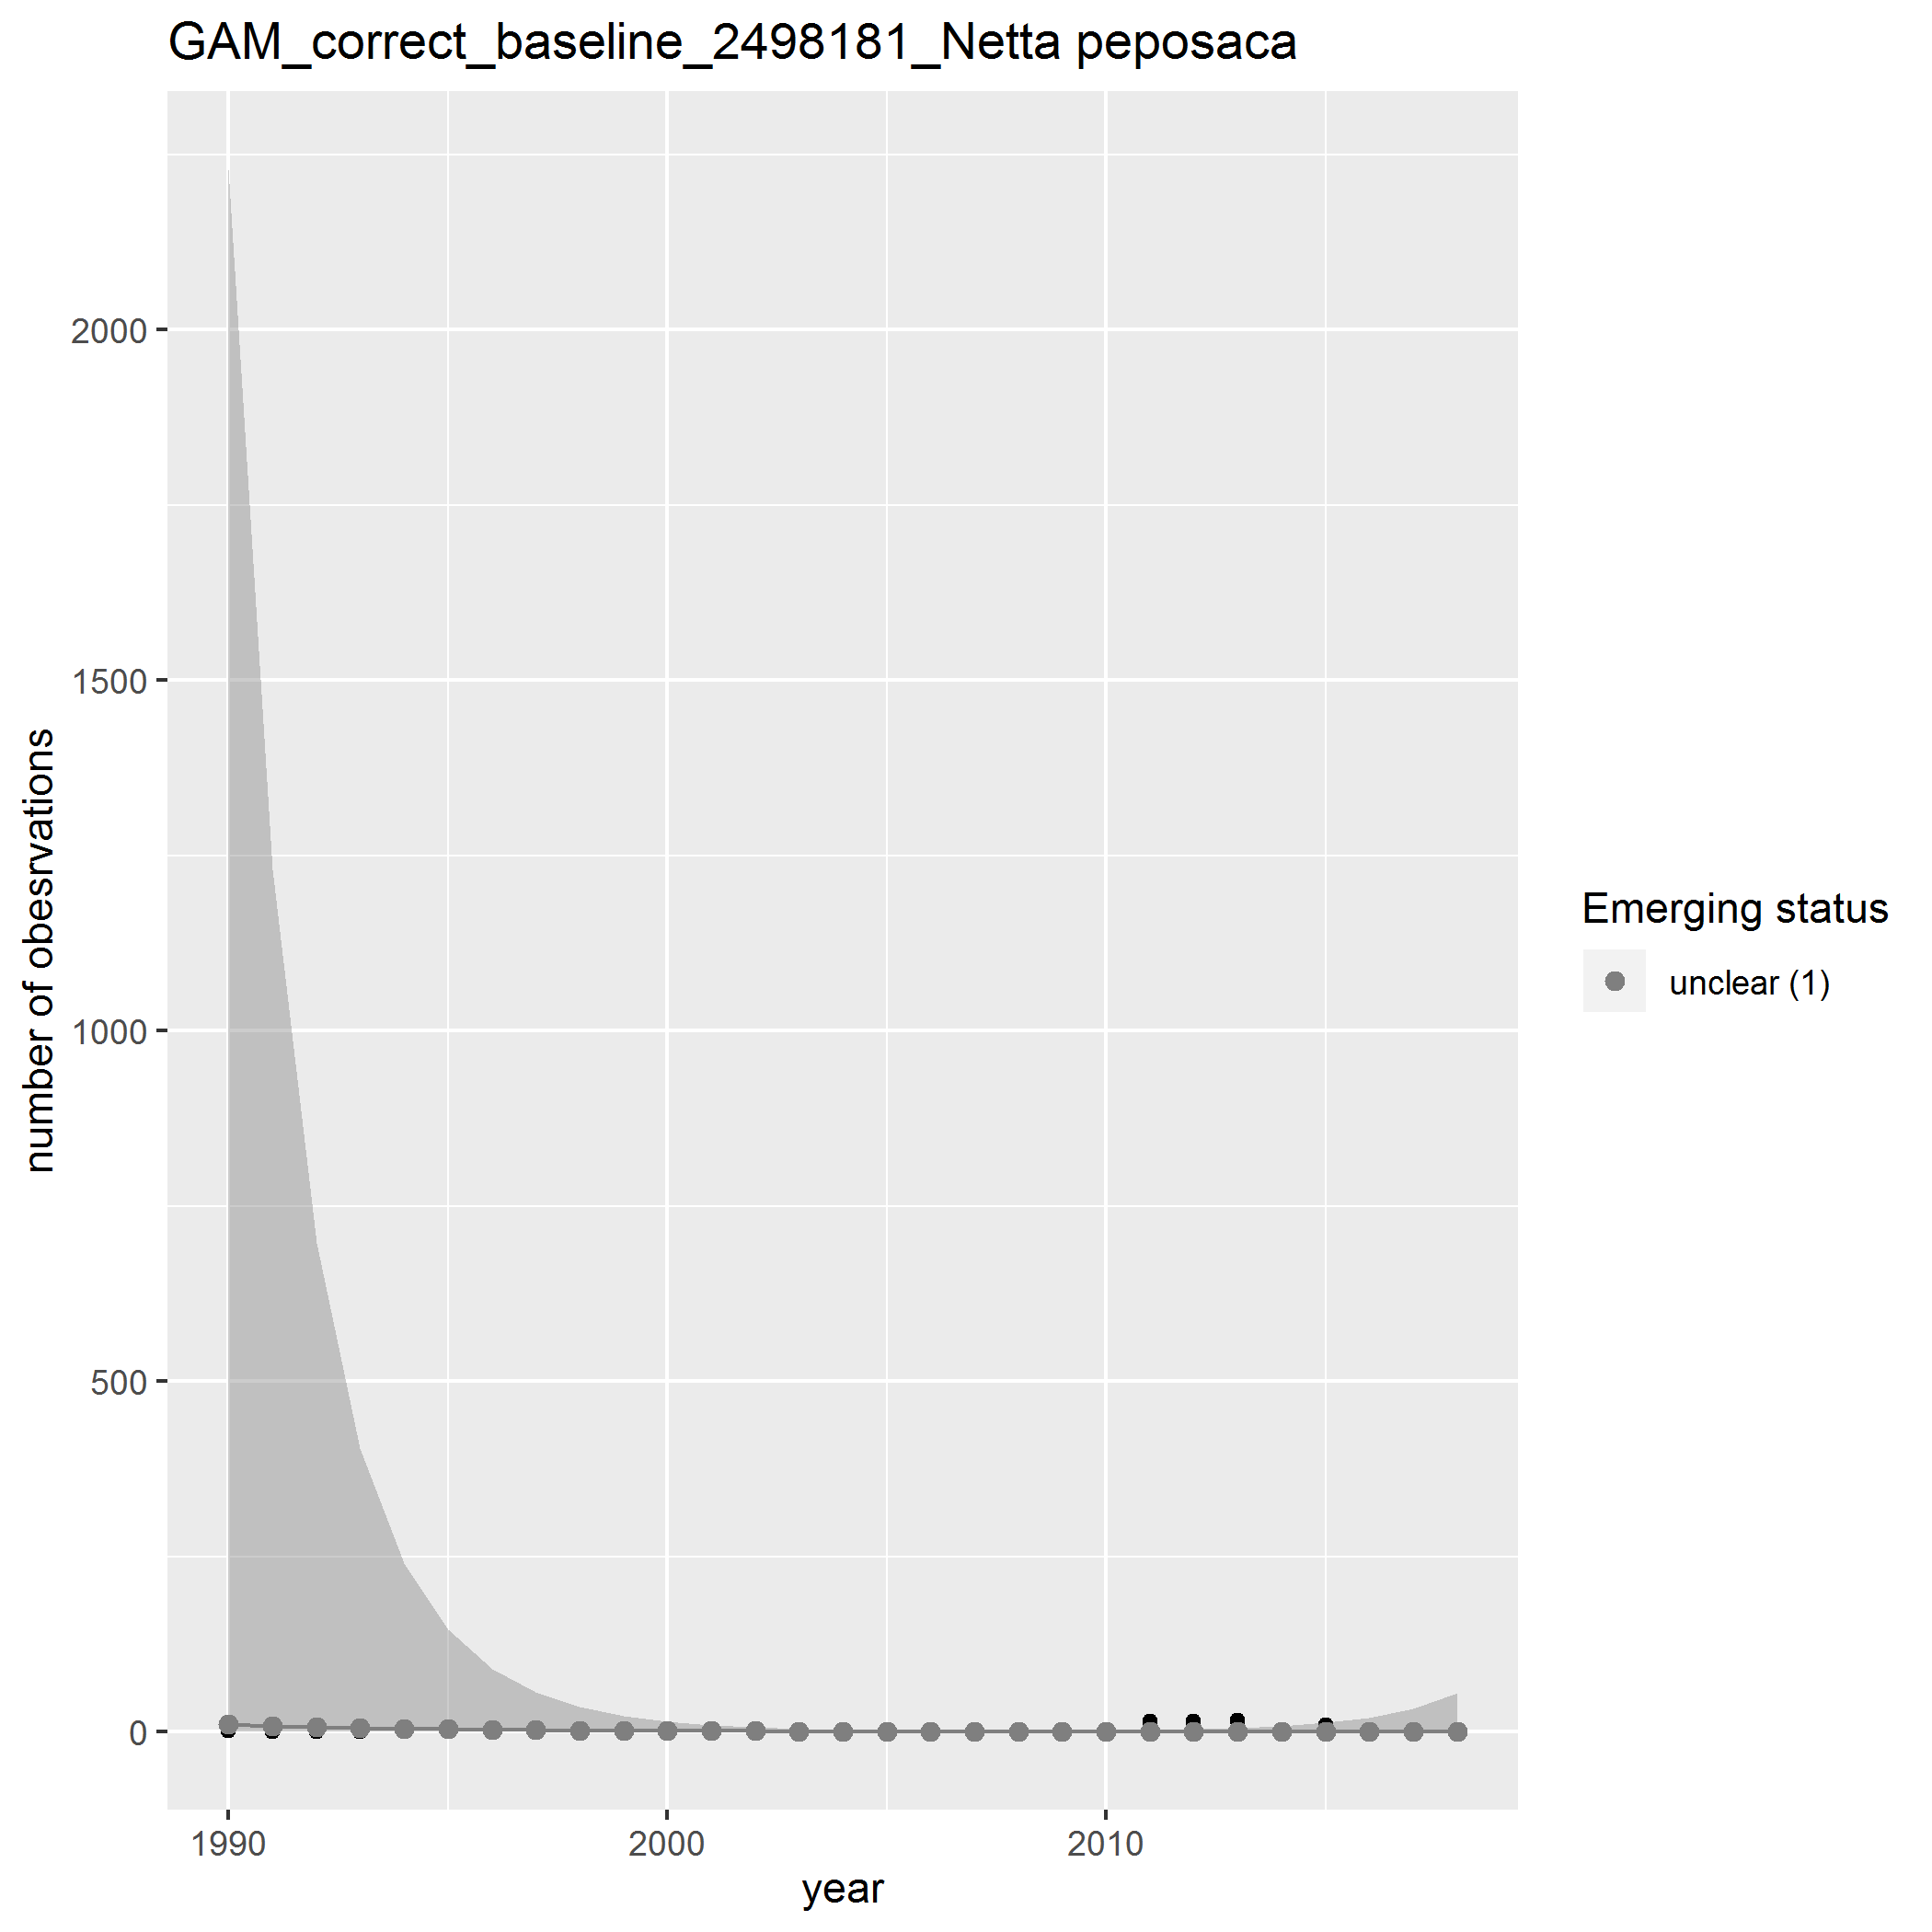 GAM_correct_baseline_2498181_Netta peposaca
2000
1500
1000
500
0
number of obesrvations
1990 2000 2010
year
Emerging status
unclear (1)